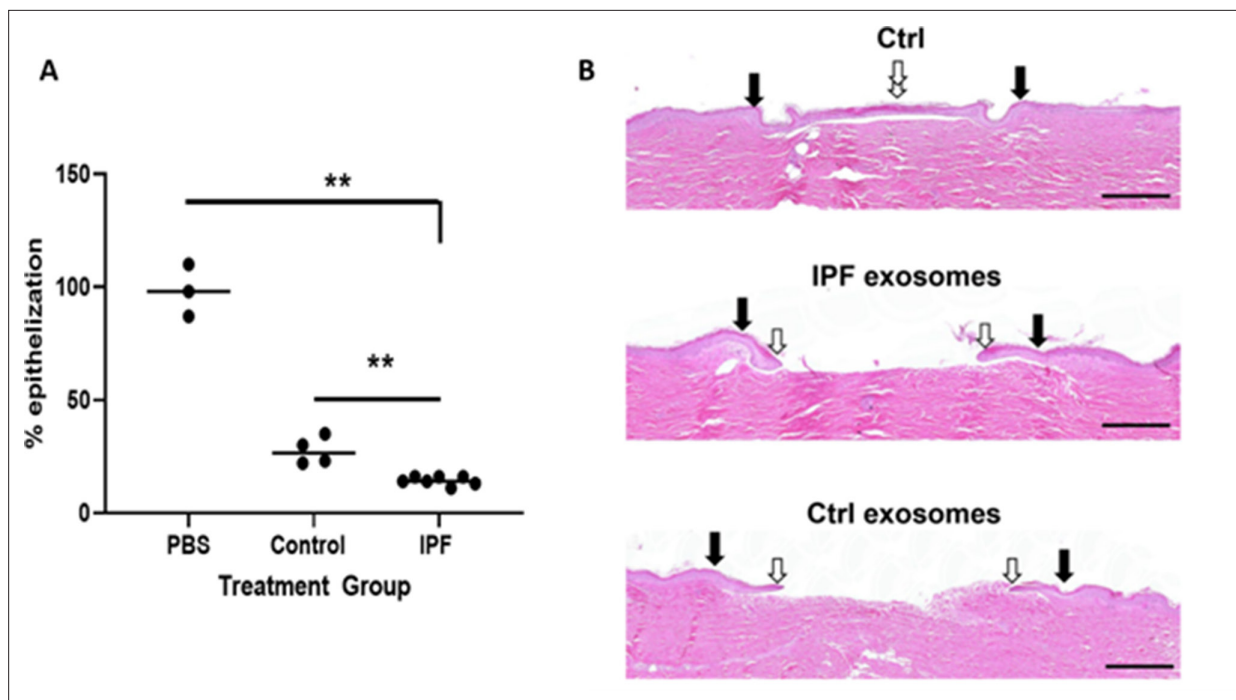 A
% epithelization
150
100
50
0
**
**
PBS Control IPF
Treatment Group
B
Ctrl
IPF exosomes
Ctrl exosomes